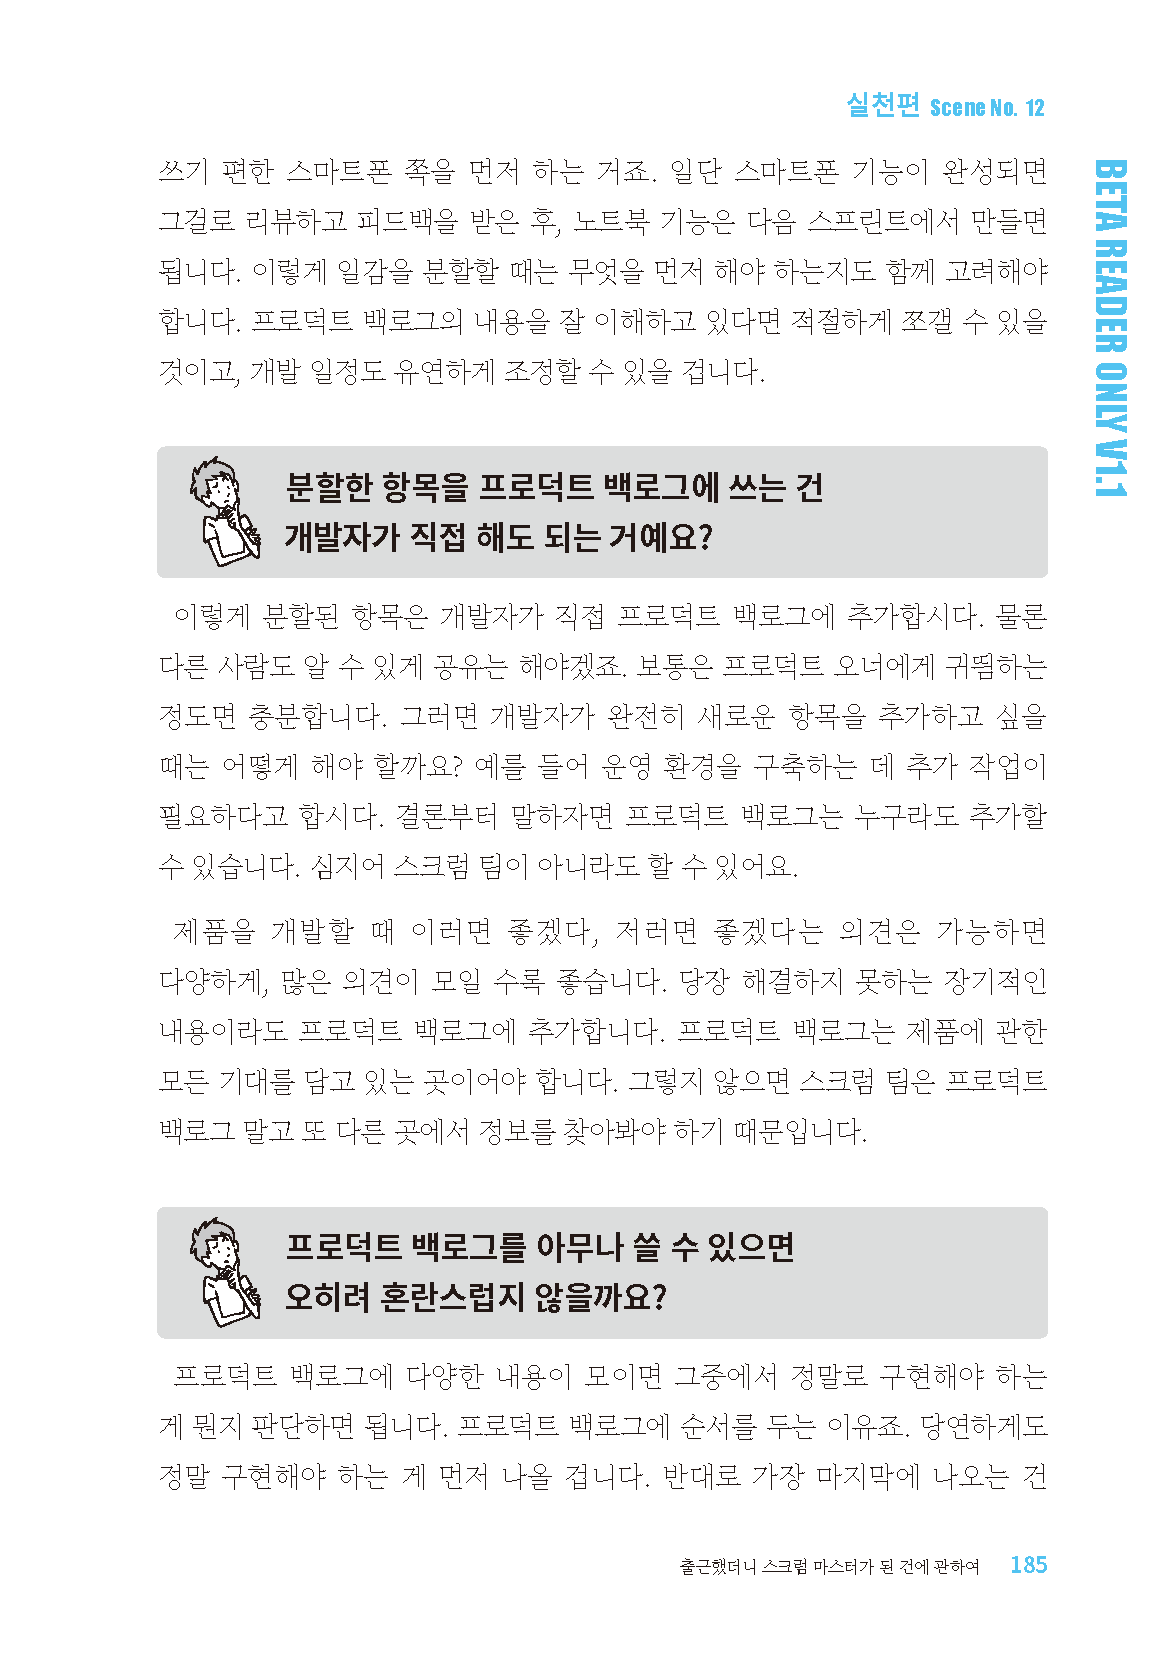 실천편 Scene No. 12
쓰기 편한 스마트폰 쪽을 먼저 하는 거죠. 일단 스마트폰 기능이 완성되면
그걸로 리뷰하고 피드백을 받은 후, 노트북 기능은 다음 스프린트에서 만들면
됩니다. 이렇게 일감을 분할할 때는 무엇을 먼저 해야 하는지도 함께 고려해야
합니다. 프로덕트 백로그의 내용을 잘 이해하고 있다면 적절하게 쪼갤 수 있을
것이고, 개발 일정도 유연하게 조정할 수 있을 겁니다.
BETA READER ONLY V1.1
분할한 항목을 프로덕트 백로그에 쓰는 건
개발자가 직접 해도 되는 거예요?
이렇게 분할된 항목은 개발자가 직접 프로덕트 백로그에 추가합시다. 물론
다른 사람도 알 수 있게 공유는 해야겠죠. 보통은 프로덕트 오너에게 귀띔하는
정도면 충분합니다. 그러면 개발자가 완전히 새로운 항목을 추가하고 싶을
때는 어떻게 해야 할까요? 예를 들어 운영 환경을 구축하는 데 추가 작업이
필요하다고 합시다. 결론부터 말하자면 프로덕트 백로그는 누구라도 추가할
수 있습니다. 심지어 스크럼 팀이 아니라도 할 수 있어요.
제품을 개발할 때 이러면 좋겠다, 저러면 좋겠다는 의견은 가능하면
다양하게, 많은 의견이 모일 수록 좋습니다. 당장 해결하지 못하는 장기적인
내용이라도 프로덕트 백로그에 추가합니다. 프로덕트 백로그는 제품에 관한
모든 기대를 담고 있는 곳이어야 합니다. 그렇지 않으면 스크럼 팀은 프로덕트
백로그 말고 또 다른 곳에서 정보를 찾아봐야 하기 때문입니다.
프로덕트 백로그를 아무나 쓸 수 있으면
오히려 혼란스럽지 않을까요?
프로덕트 백로그에 다양한 내용이 모이면 그중에서 정말로 구현해야 하는
게 뭔지 판단하면 됩니다. 프로덕트 백로그에 순서를 두는 이유죠. 당연하게도
정말 구현해야 하는 게 먼저 나올 겁니다. 반대로 가장 마지막에 나오는 건
출근했더니 스크럼 마스터가 된 건에 관하여 185